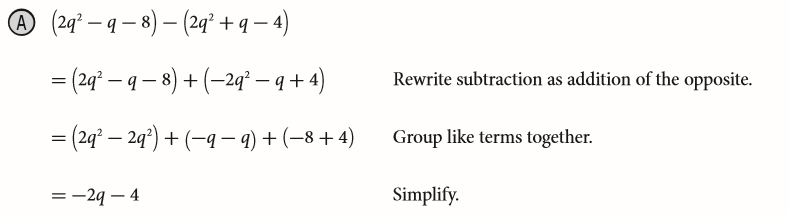 A (2q² − q − 8) − (2q² + q − 4)
= (2q² − q − 8) + (−2q² − q + 4) Rewrite subtraction as addition of the opposite.
= (2q² − 2q²) + (−q − q) + (−8 + 4) Group like terms together.
= −2q − 4 Simplify.